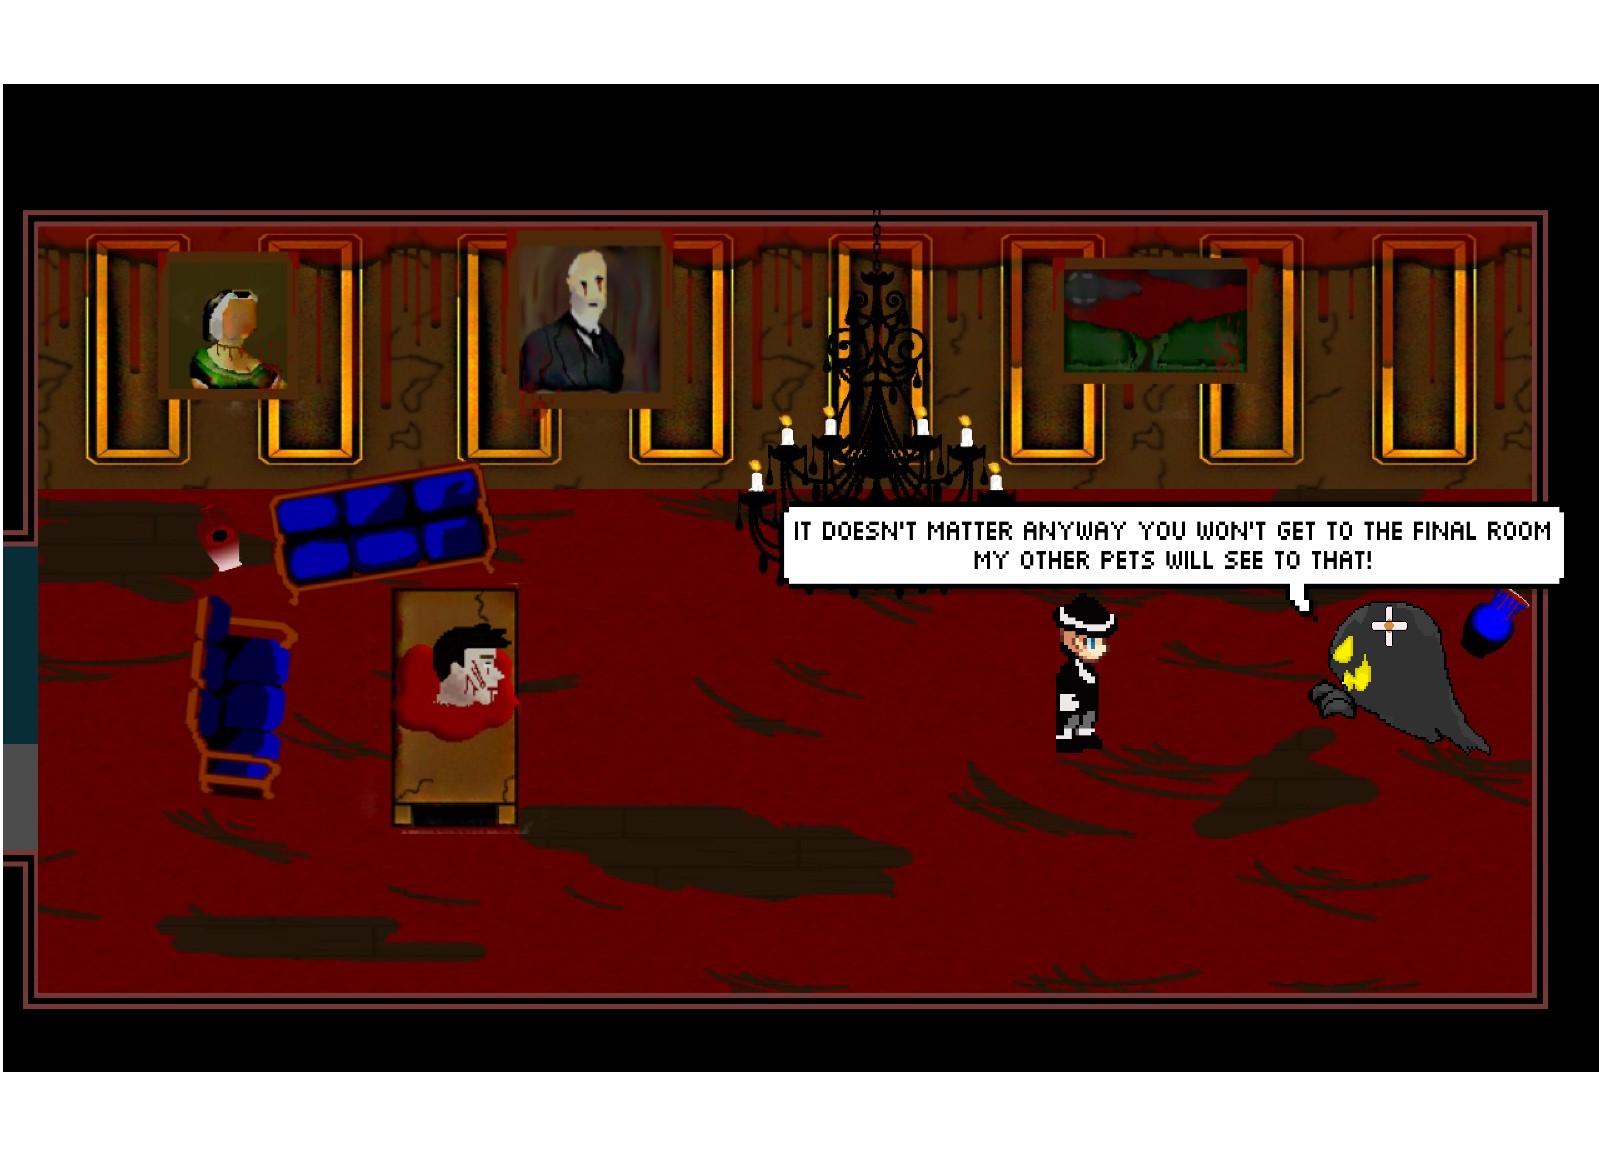 IT DOESN'T MATTER ANYWAY YOU WON'T GET TO THE FINAL ROOM
MY OTHER PETS WILL SEE TO THAT!